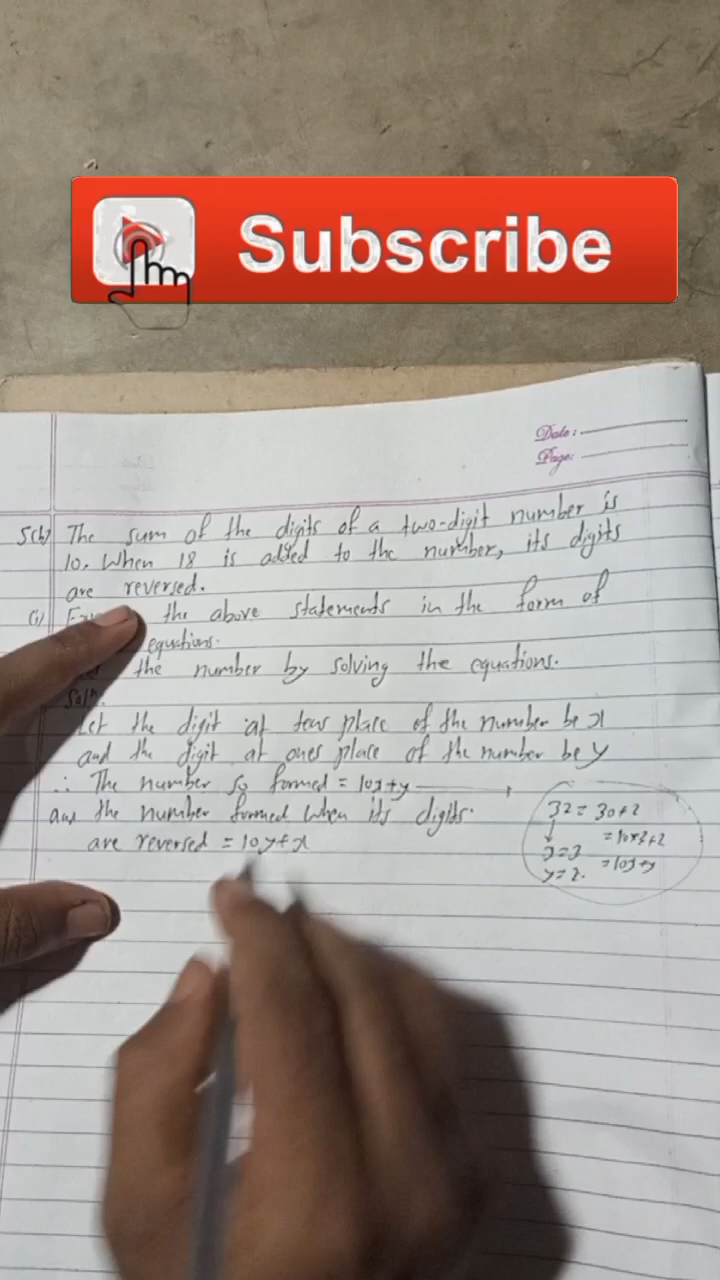 Subscribe
Date:
Page:
5(b) The sum of the digits of a two-digit number is
10. When 18 is added to the number, its digits
are reversed.
(i) the above statements in the form of
equations.
the number by solving the equations.
Solⁿ:
Let the digit at tens place of the number be x
and the digit at ones place of the number be y
∴ The number so formed = 10x+y
and the number formed when its digits
are reversed = 10y+x
32 = 30+2
= 10×3+2
x=3
= 10x+y
y=2.